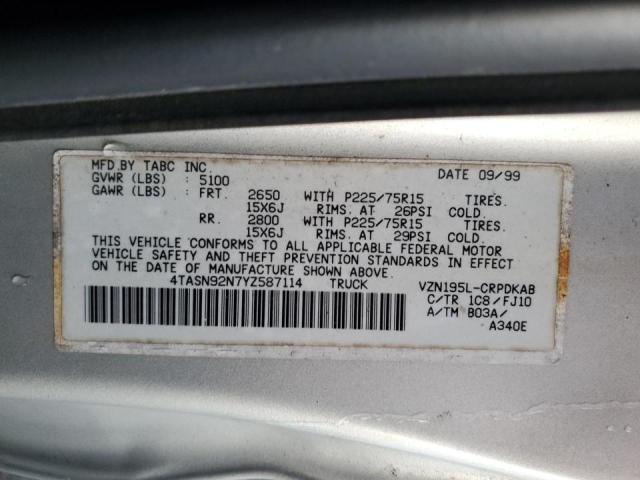 MFD BY TABC INC DATE 09/99
GVWR (LBS) : 5100
GAWR (LBS) : FRT. 2650 WITH P225/75R15 TIRES.
15X6J RIMS. AT 26PSI COLD.
RR. 2800 WITH P225/75R15 TIRES.
15X6J RIMS. AT 29PSI COLD.
THIS VEHICLE CONFORMS TO ALL APPLICABLE FEDERAL MOTOR
VEHICLE SAFETY AND THEFT PREVENTION STANDARDS IN EFFECT
ON THE DATE OF MANUFACTURE SHOWN ABOVE.
4TASN92N7YZ587114 TRUCK VZN195L-CRPDKAB
C/TR 1C8/FJ10
A/TM B03A/
A340E